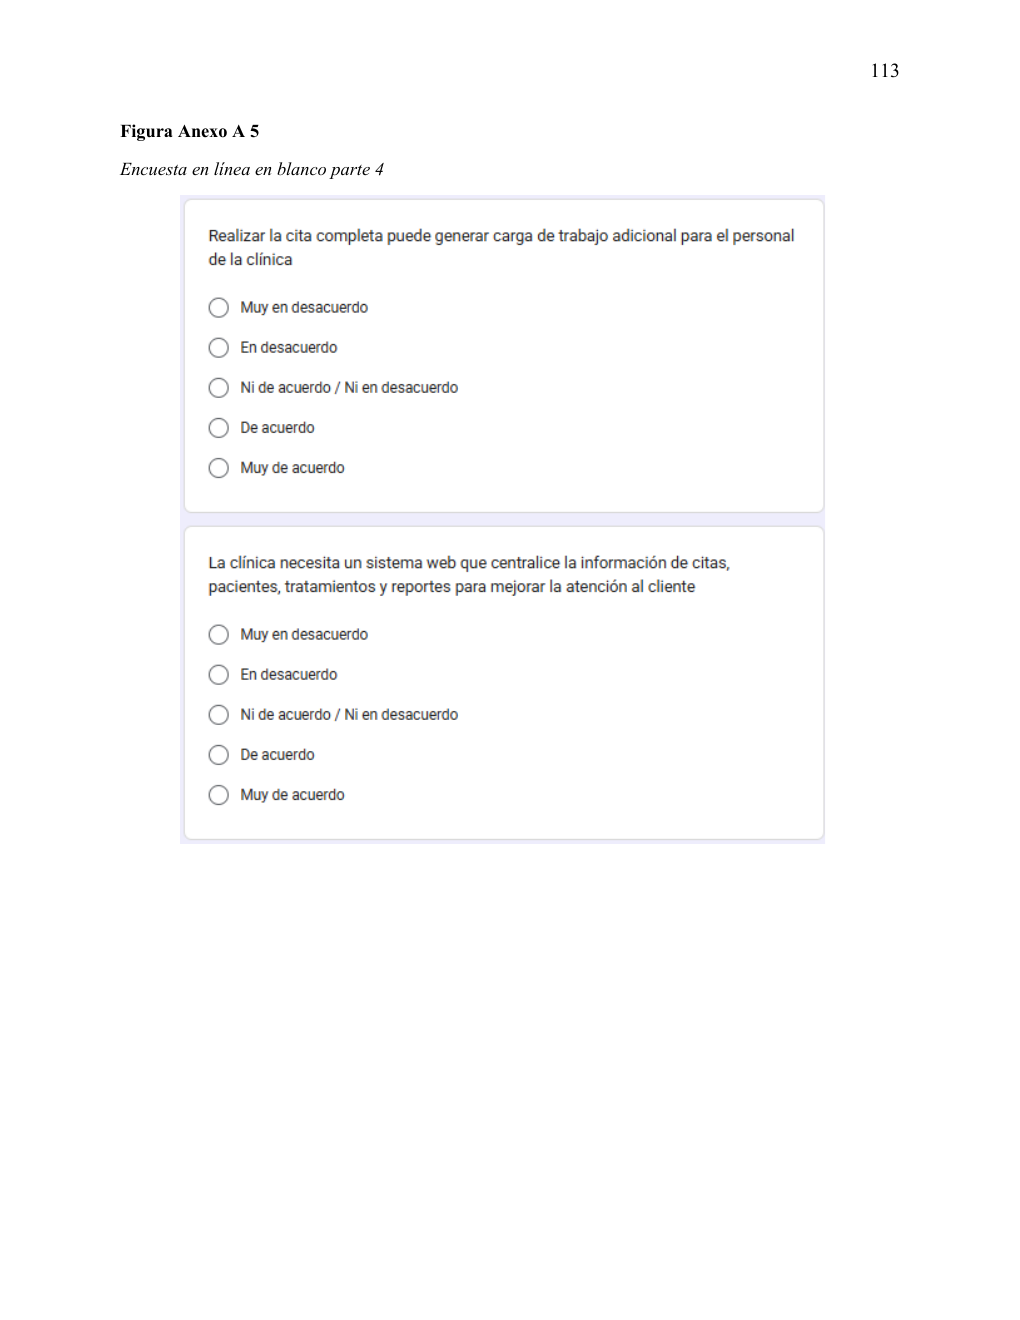 113
Figura Anexo A 5
Encuesta en línea en blanco parte 4
Realizar la cita completa puede generar carga de trabajo adicional para el personal
de la clínica
Muy en desacuerdo
En desacuerdo
Ni de acuerdo / Ni en desacuerdo
De acuerdo
Muy de acuerdo
La clínica necesita un sistema web que centralice la información de citas,
pacientes, tratamientos y reportes para mejorar la atención al cliente
Muy en desacuerdo
En desacuerdo
Ni de acuerdo / Ni en desacuerdo
De acuerdo
Muy de acuerdo